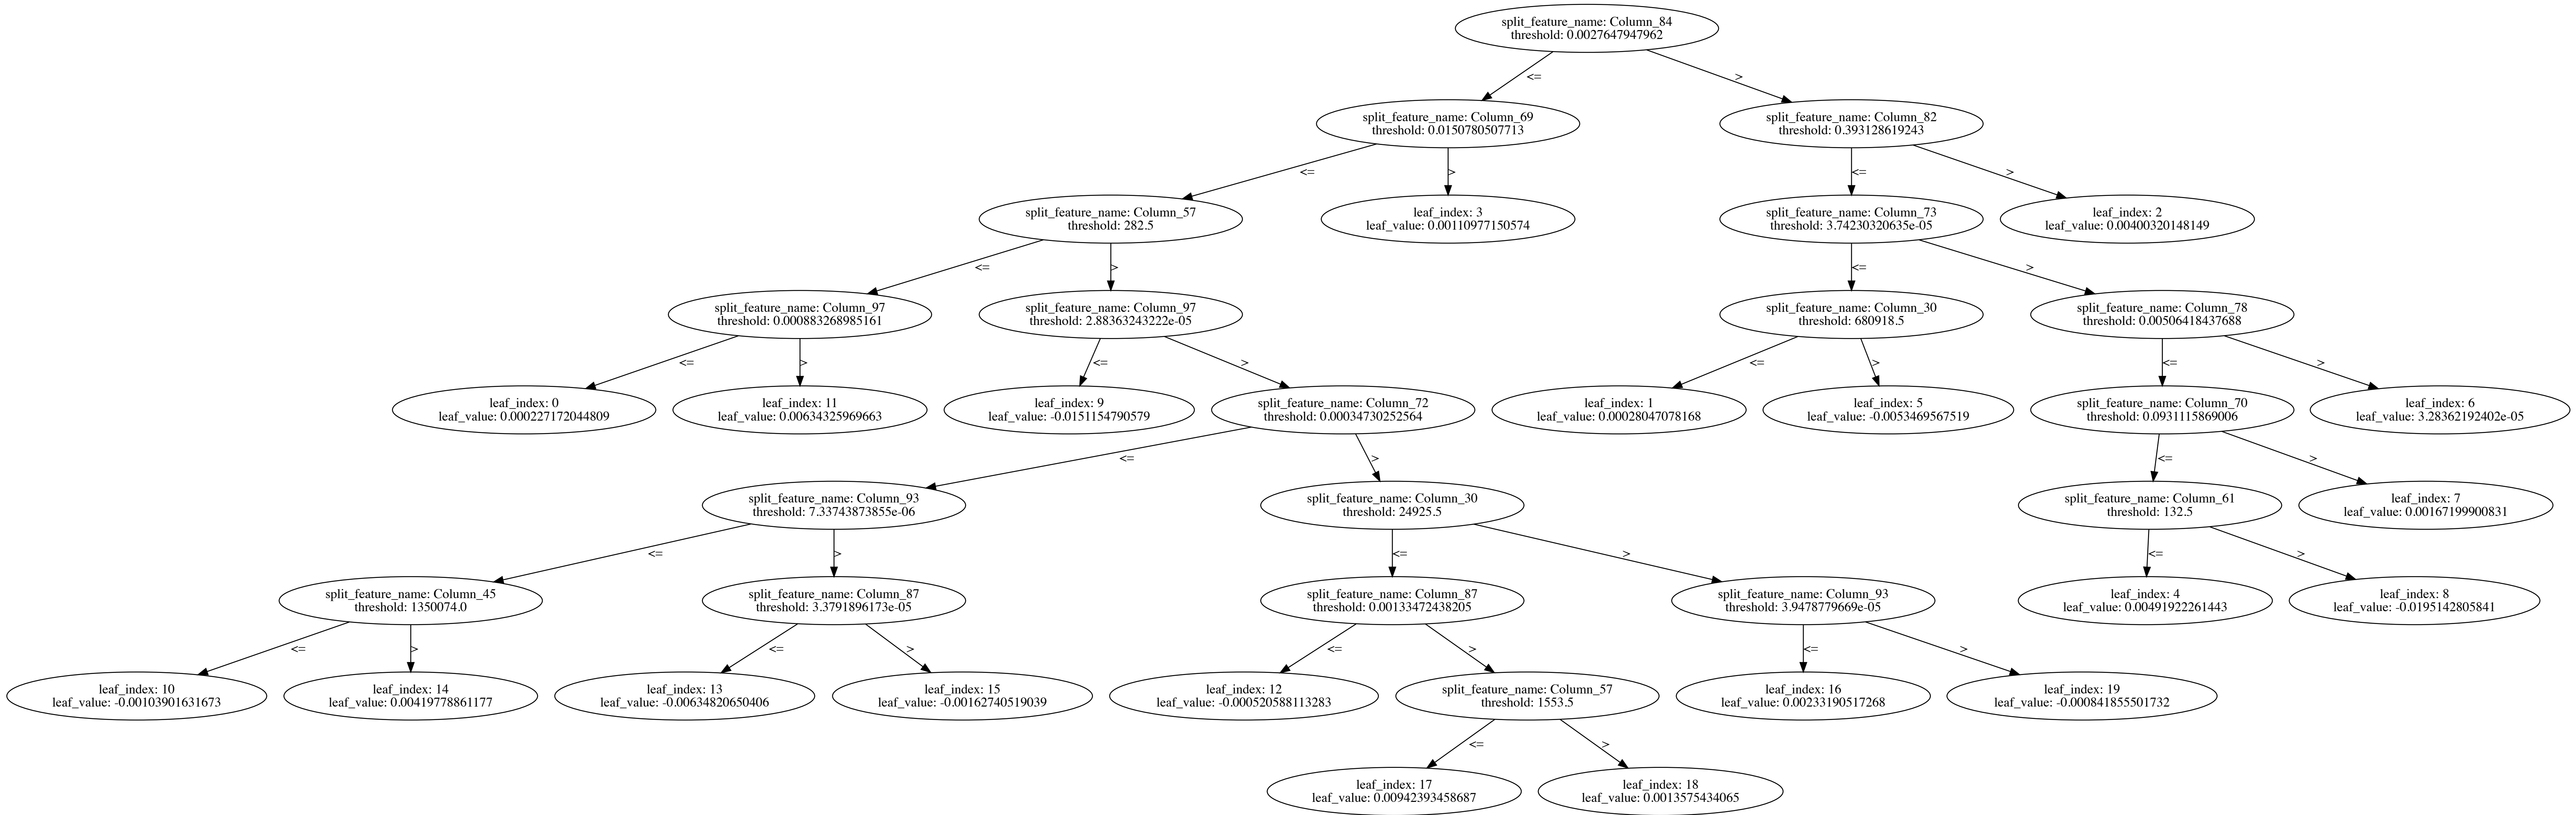 split_feature_name: Column_84
threshold: 0.0027647947962
<=
>
split_feature_name: Column_69
threshold: 0.0150780507713
split_feature_name: Column_82
threshold: 0.393128619243
<=
>
<=
>
split_feature_name: Column_57
threshold: 282.5
leaf_index: 3
leaf_value: 0.00110977150574
split_feature_name: Column_73
threshold: 3.74230320635e-05
leaf_index: 2
leaf_value: 0.00400320148149
<=
>
<=
>
split_feature_name: Column_97
threshold: 0.000883268985161
split_feature_name: Column_97
threshold: 2.88363243222e-05
split_feature_name: Column_30
threshold: 680918.5
split_feature_name: Column_78
threshold: 0.00506418437688
<=
>
<=
>
<=
>
<=
>
leaf_index: 0
leaf_value: 0.000227172044809
leaf_index: 11
leaf_value: 0.00634325969663
leaf_index: 9
leaf_value: -0.0151154790579
split_feature_name: Column_72
threshold: 0.00034730252564
leaf_index: 1
leaf_value: 0.00028047078168
leaf_index: 5
leaf_value: -0.0053469567519
split_feature_name: Column_70
threshold: 0.0931115869006
leaf_index: 6
leaf_value: 3.28362192402e-05
<=
>
<=
>
split_feature_name: Column_93
threshold: 7.33743873855e-06
split_feature_name: Column_30
threshold: 24925.5
split_feature_name: Column_61
threshold: 132.5
leaf_index: 7
leaf_value: 0.00167199900831
<=
>
<=
>
<=
>
split_feature_name: Column_45
threshold: 1350074.0
split_feature_name: Column_87
threshold: 3.3791896173e-05
split_feature_name: Column_87
threshold: 0.00133472438205
split_feature_name: Column_93
threshold: 3.9478779669e-05
leaf_index: 4
leaf_value: 0.00491922261443
leaf_index: 8
leaf_value: -0.0195142805841
<=
>
<=
>
<=
>
<=
>
leaf_index: 10
leaf_value: -0.00103901631673
leaf_index: 14
leaf_value: 0.00419778861177
leaf_index: 13
leaf_value: -0.00634820650406
leaf_index: 15
leaf_value: -0.00162740519039
leaf_index: 12
leaf_value: -0.000520588113283
split_feature_name: Column_57
threshold: 1553.5
leaf_index: 16
leaf_value: 0.00233190517268
leaf_index: 19
leaf_value: -0.000841855501732
<=
>
leaf_index: 17
leaf_value: 0.00942393458687
leaf_index: 18
leaf_value: 0.0013575434065